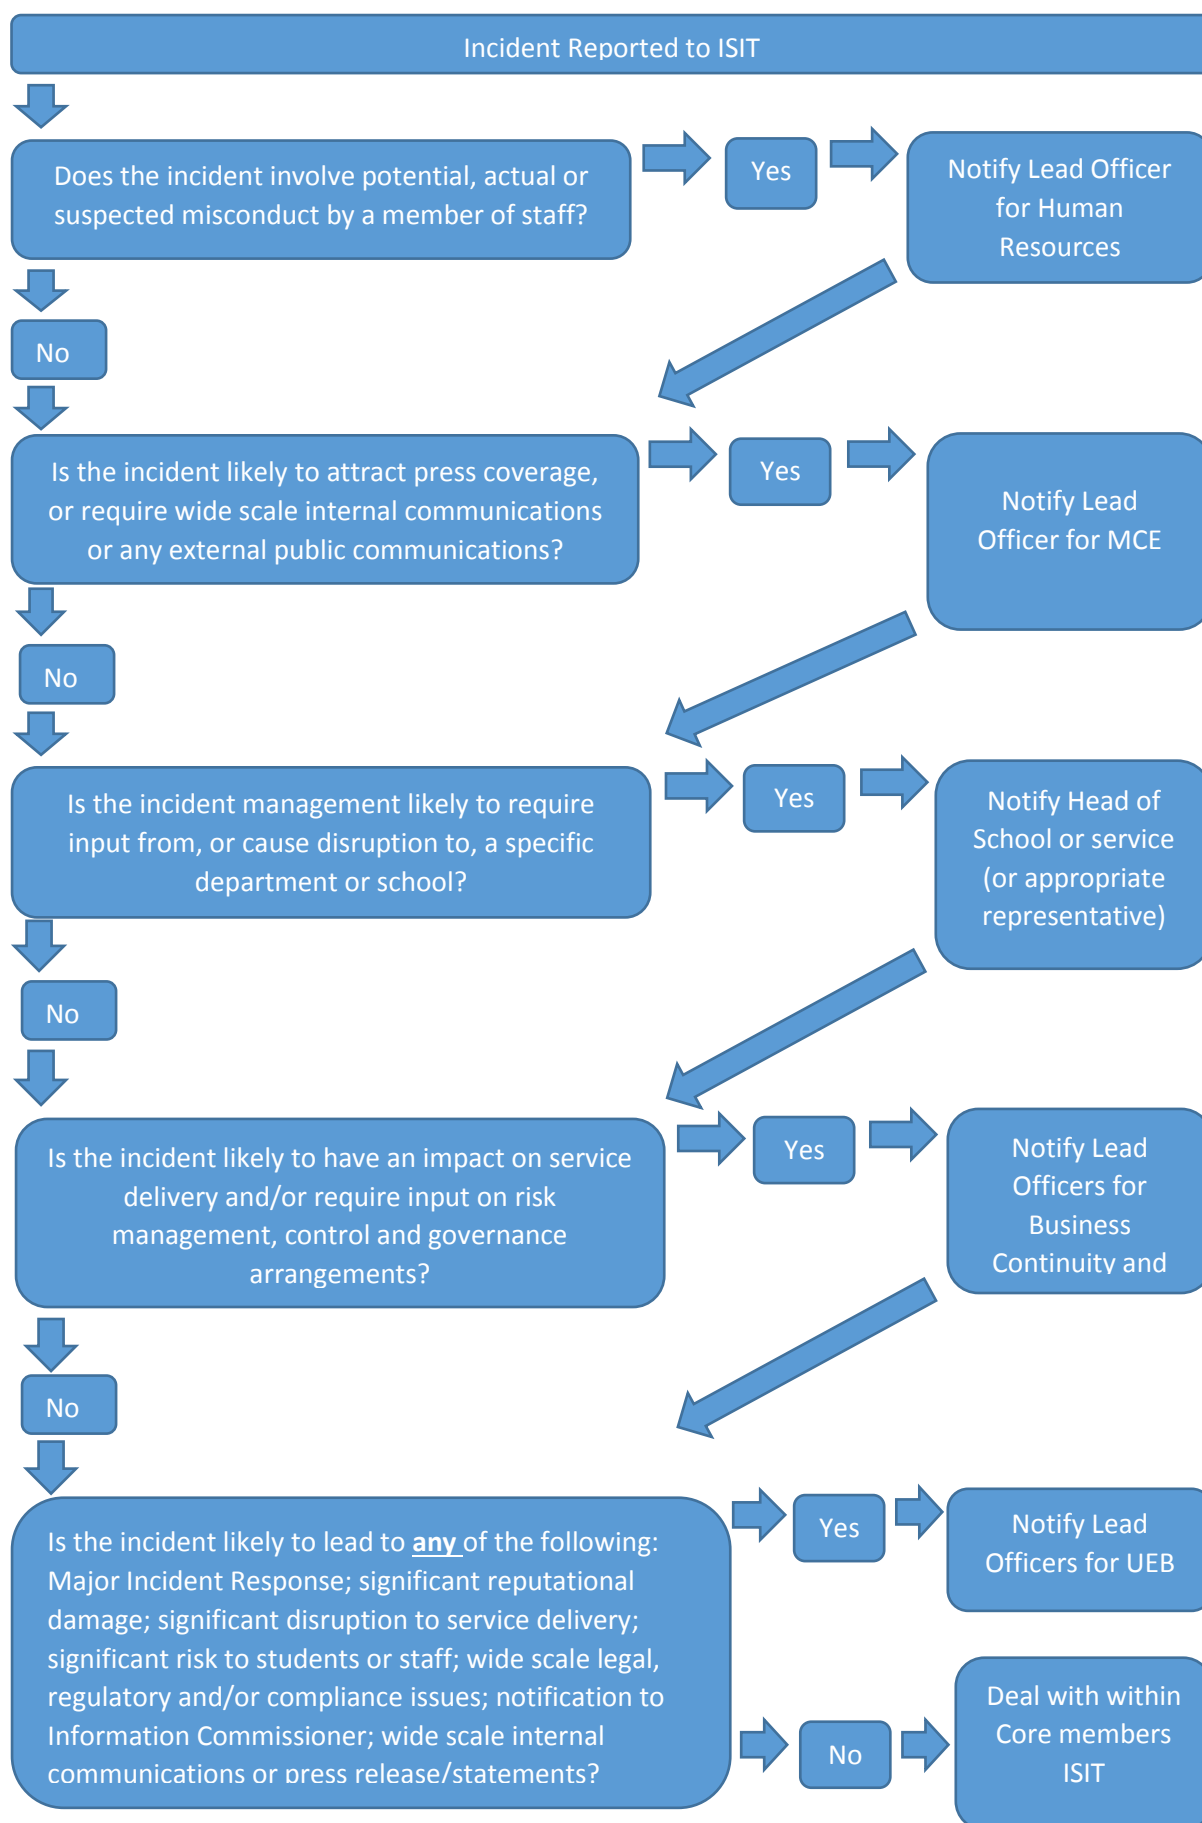 Incident Reported to ISIT
Does the incident involve potential, actual or
suspected misconduct by a member of staff?
Yes
Notify Lead Officer
for Human
Resources
No
Is the incident likely to attract press coverage,
or require wide scale internal communications
or any external public communications?
Yes
Notify Lead
Officer for MCE
No
Is the incident management likely to require
input from, or cause disruption to, a specific
department or school?
Yes
Notify Head of
School or service
(or appropriate
representative)
No
Is the incident likely to have an impact on service
delivery and/or require input on risk
management, control and governance
arrangements?
Yes
Notify Lead
Officers for
Business
Continuity and
No
Is the incident likely to lead to any of the following:
Major Incident Response; significant reputational
damage; significant disruption to service delivery;
significant risk to students or staff; wide scale legal,
regulatory and/or compliance issues; notification to
Information Commissioner; wide scale internal
communications or press release/statements?
Yes
Notify Lead
Officers for UEB
No
Deal with within
Core members
ISIT